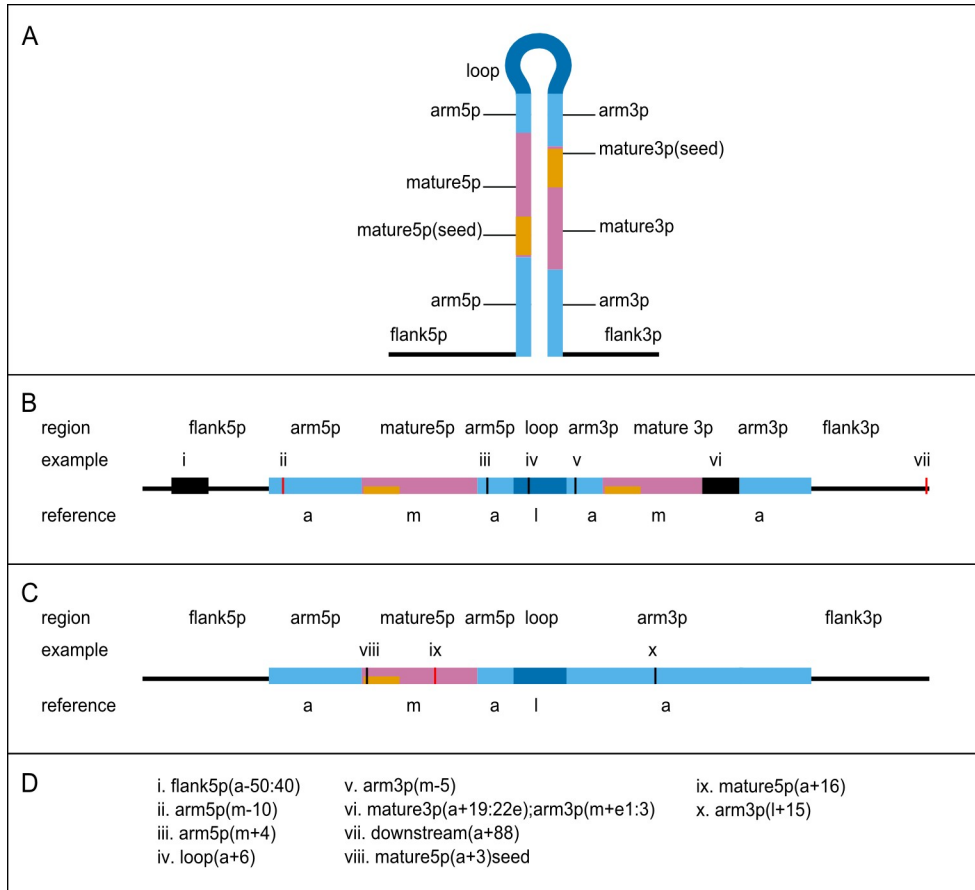 A
loop
arm5p arm3p
mature3p(seed)
mature5p
mature5p(seed) mature3p
arm5p arm3p
flank5p flank3p
B
region flank5p arm5p mature5p arm5p loop arm3p mature 3p arm3p flank3p
example i ii iii iv v vi vii
reference a m a l a m a
C
region flank5p arm5p mature5p arm5p loop arm3p flank3p
example viii ix x
reference a m a l a
D
i. flank5p(a-50:40) v. arm3p(m-5) ix. mature5p(a+16)
ii. arm5p(m-10) vi. mature3p(a+19:22e);arm3p(m+e1:3) x. arm3p(l+15)
iii. arm5p(m+4) vii. downstream(a+88)
iv. loop(a+6) viii. mature5p(a+3)seed